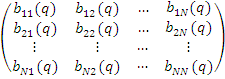 b₁₁(q) b₁₂(q) … b₁N(q)
b₂₁(q) b₂₂(q) … b₂N(q)
⋮ ⋮ … ⋮
bN₁(q) bN₂(q) … bNN(q)